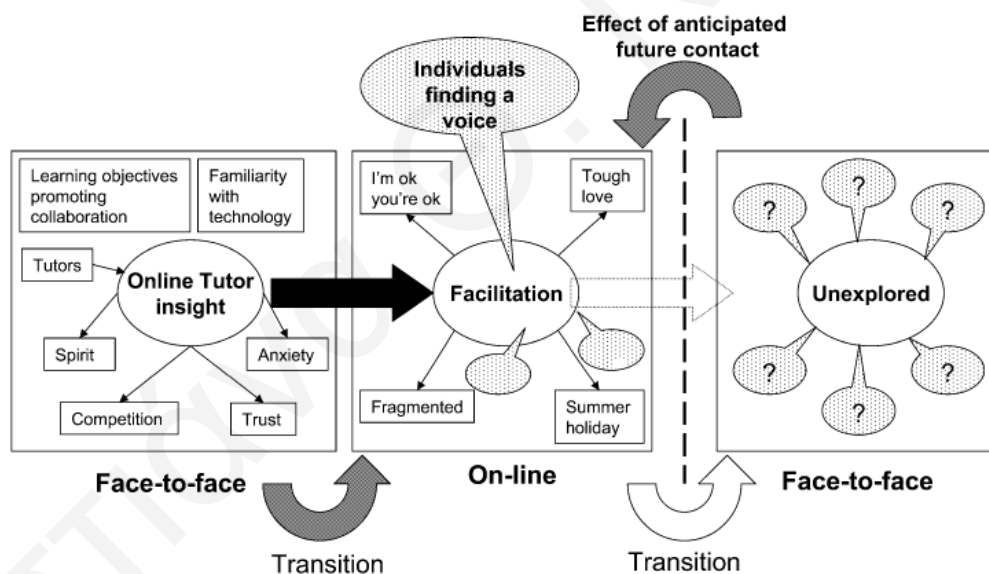 Effect of anticipated
future contact
Individuals
finding a
voice
Learning objectives
promoting
collaboration
Familiarity
with
technology
Tutors
Online Tutor
insight
Spirit
Anxiety
Competition
Trust
I'm ok
you're ok
Tough
love
Facilitation
Fragmented
Summer
holiday
?
?
?
Unexplored
?
?
?
Face-to-face
On-line
Face-to-face
Transition
Transition